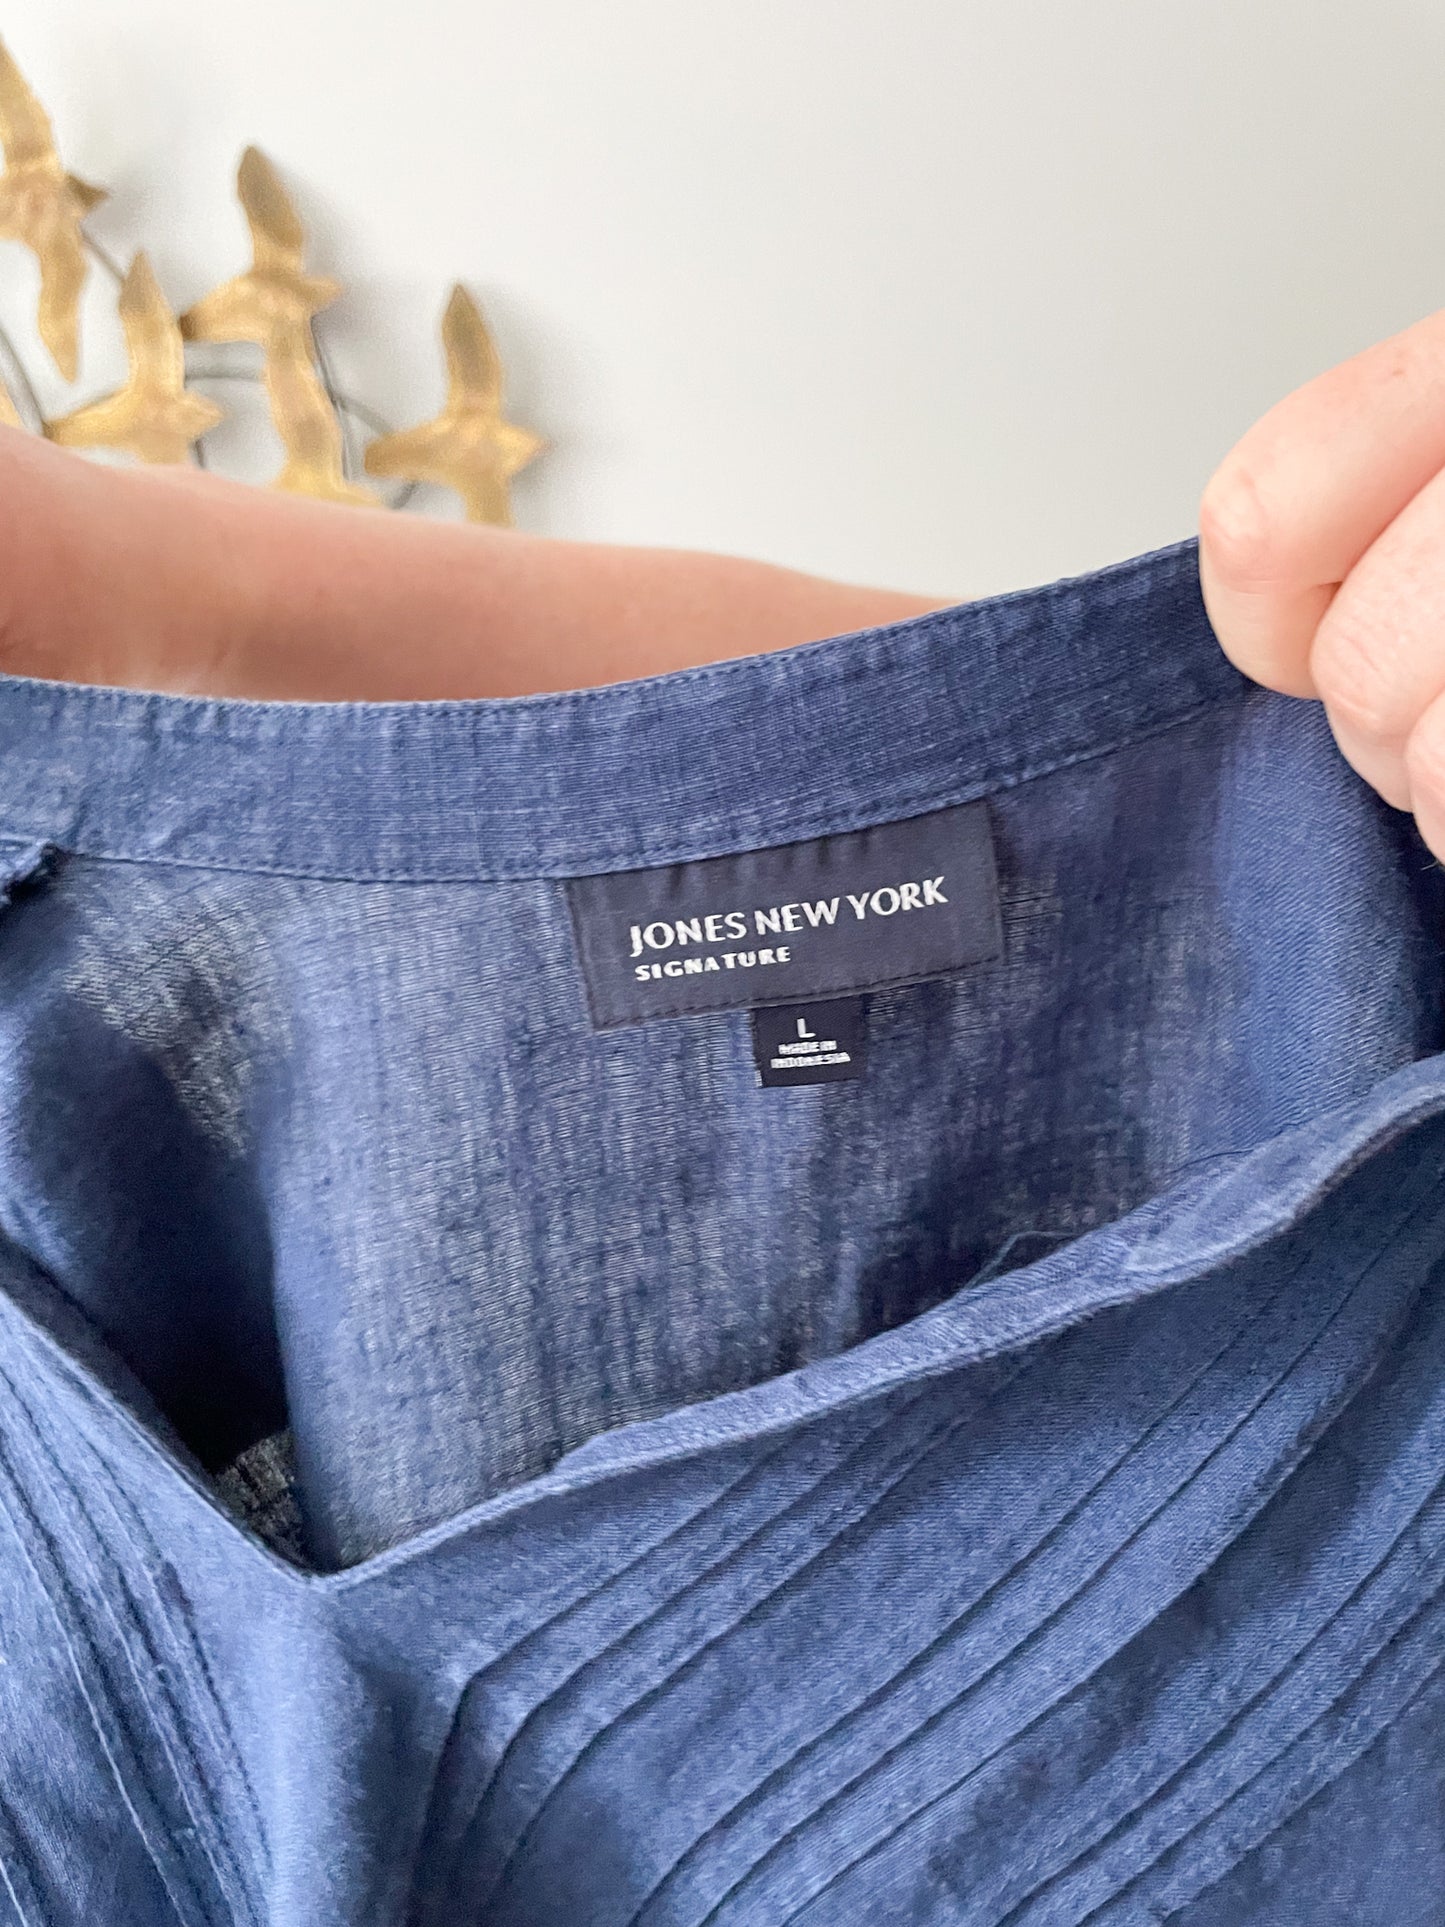 JONES NEW YORK
SIGNATURE
L
MADE IN
INDONESIA